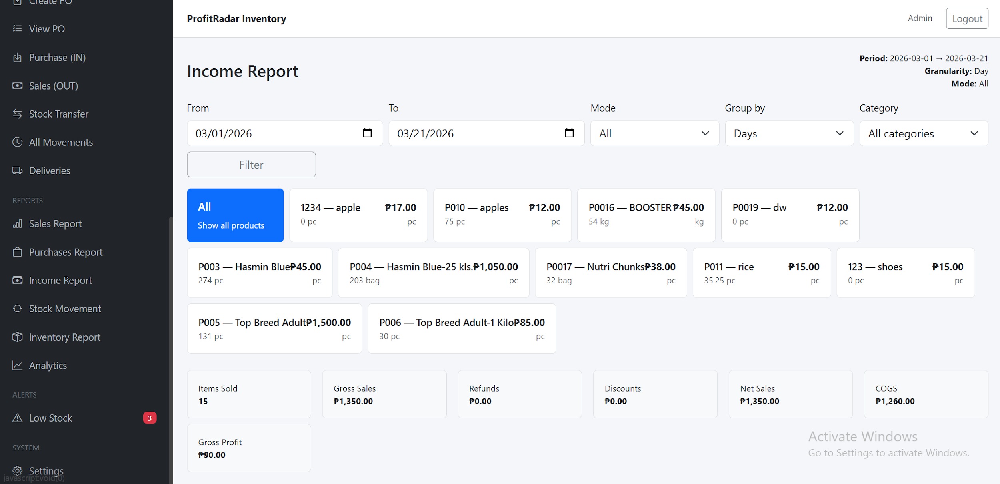 Create PO
View PO
Purchase (IN)
Sales (OUT)
Stock Transfer
All Movements
Deliveries
REPORTS
Sales Report
Purchases Report
Income Report
Stock Movement
Inventory Report
Analytics
ALERTS
Low Stock 3
SYSTEM
Settings
javascript:void(0)
ProfitRadar Inventory
Admin Logout
Income Report
Period: 2026-03-01 → 2026-03-21
Granularity: Day
Mode: All
From To Mode Group by Category
03/01/2026 03/21/2026 All Days All categories
Filter
All
Show all products
1234 — apple ₱17.00
0 pc pc
P010 — apples ₱12.00
75 pc pc
P0016 — BOOSTER ₱45.00
54 kg kg
P0019 — dw ₱12.00
0 pc pc
P003 — Hasmin Blue ₱45.00
274 pc pc
P004 — Hasmin Blue-25 kls. ₱1,050.00
203 bag pc
P0017 — Nutri Chunks ₱38.00
32 bag pc
P011 — rice ₱15.00
35.25 pc pc
123 — shoes ₱15.00
0 pc pc
P005 — Top Breed Adult ₱1,500.00
131 pc pc
P006 — Top Breed Adult-1 Kilo ₱85.00
30 pc pc
Items Sold
15
Gross Sales
₱1,350.00
Refunds
₱0.00
Discounts
₱0.00
Net Sales
₱1,350.00
COGS
₱1,260.00
Gross Profit
₱90.00
Activate Windows
Go to Settings to activate Windows.